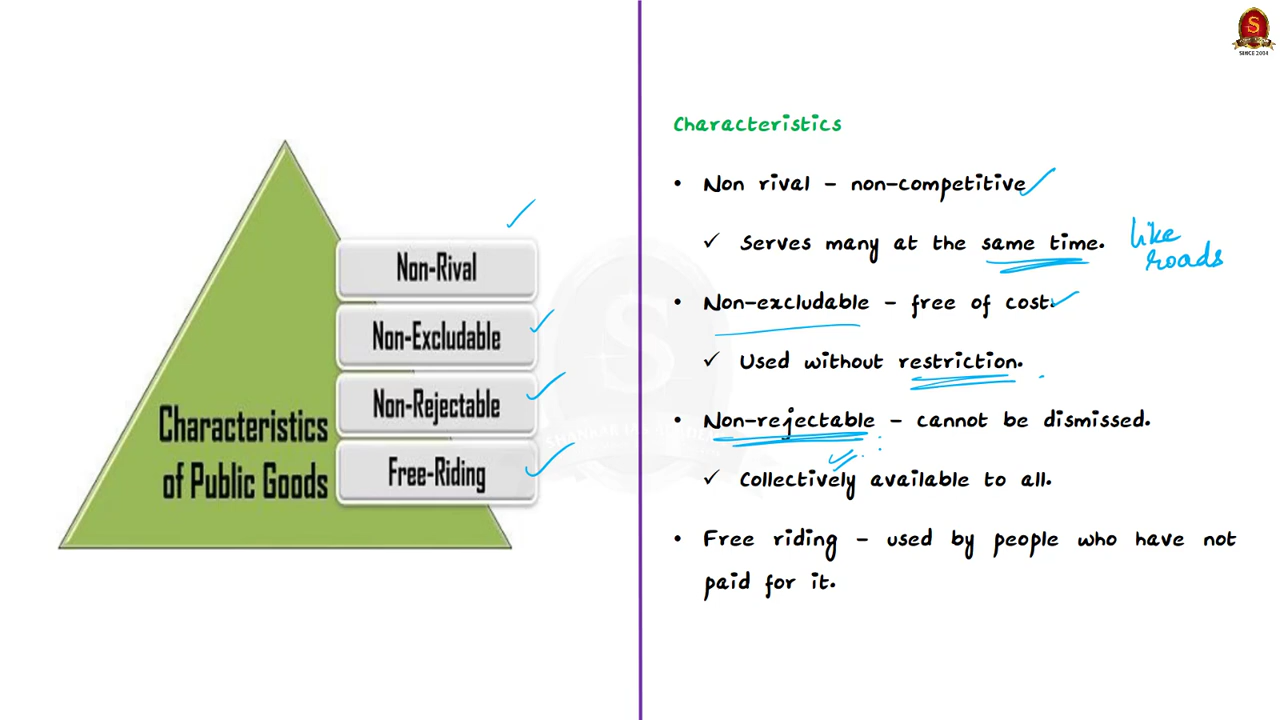 S
SINCE 2004
Characteristics
of Public Goods
Non-Rival
Non-Excludable
Non-Rejectable
Free-Riding
Characteristics
• Non rival – non-competitive
✓ Serves many at the same time.
like
roads
• Non-excludable – free of cost.
✓ Used without restriction.
• Non-rejectable – cannot be dismissed.
✓ Collectively available to all.
• Free riding – used by people who have not
paid for it.